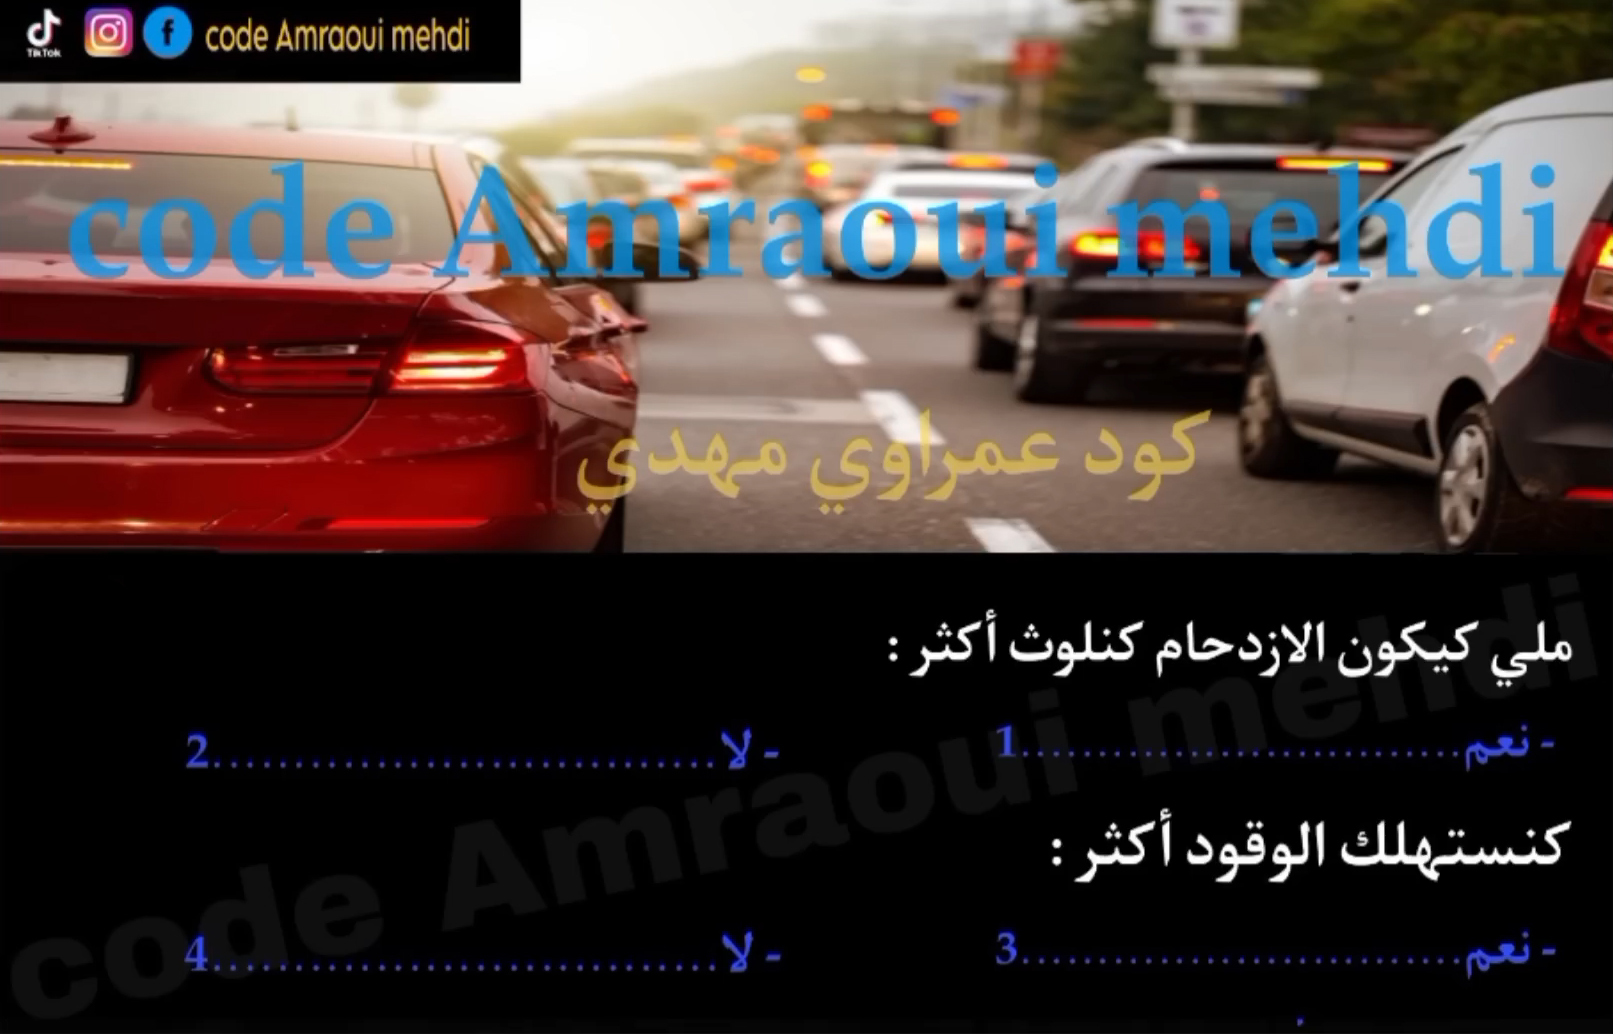 TikTok
code Amraoui mehdi
code Amraoui mehdi
كود عمراوي مهدي
ملي كيكون الازدحام كنلوث أكثر :
- نعم..............................1
- لا...............................2
كنستهلك الوقود أكثر :
- نعم..............................3
- لا...............................4
code Amraoui mehdi